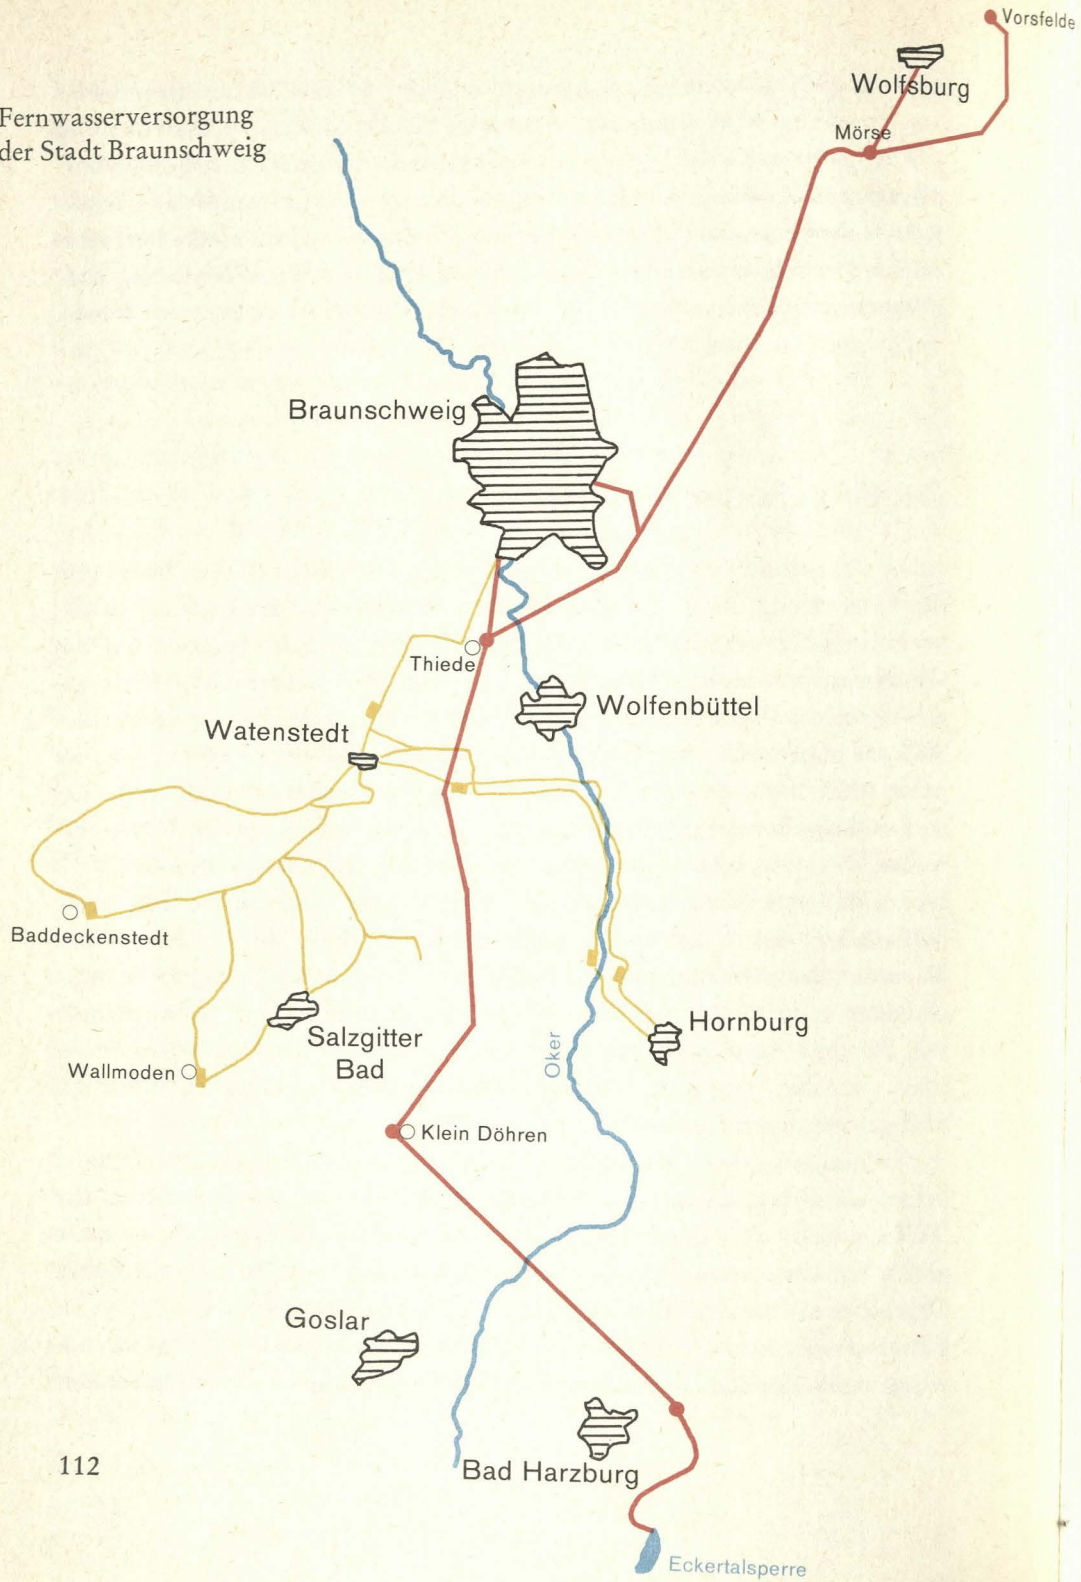 Vorsfelde
Wolfsburg
Fernwasserversorgung
der Stadt Braunschweig
Mörse
Braunschweig
Thiede
Wolfenbüttel
Watenstedt
Baddeckenstedt
Hornburg
Salzgitter
Bad
Oker
Wallmoden
Klein Döhren
Goslar
112
Bad Harzburg
Eckertalsperre